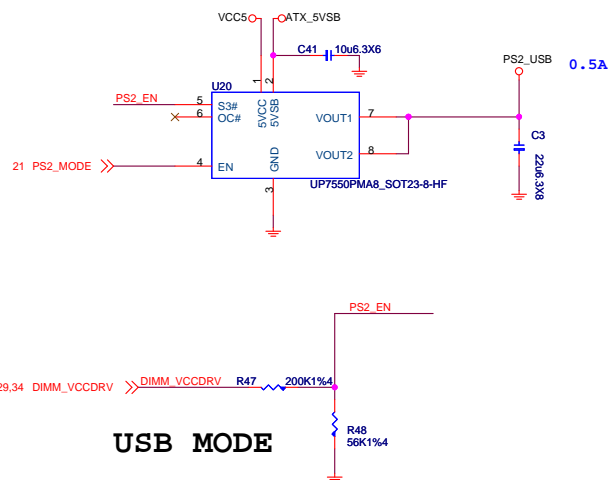 VCC5
ATX_5VSB
C41
10u6.3X6
PS2_USB
0.5A
U20
1
2
PS2_EN
5
S3#
6
OC#
5VCC
5VSB
VOUT1
7
C3
22u6.3X8
21 PS2_MODE
4
EN
GND
VOUT2
8
3
UP7550PMA8_SOT23-8-HF
PS2_EN
29,34 DIMM_VCCDRV
DIMM_VCCDRV
R47
200K1%4
USB MODE
R48
56K1%4